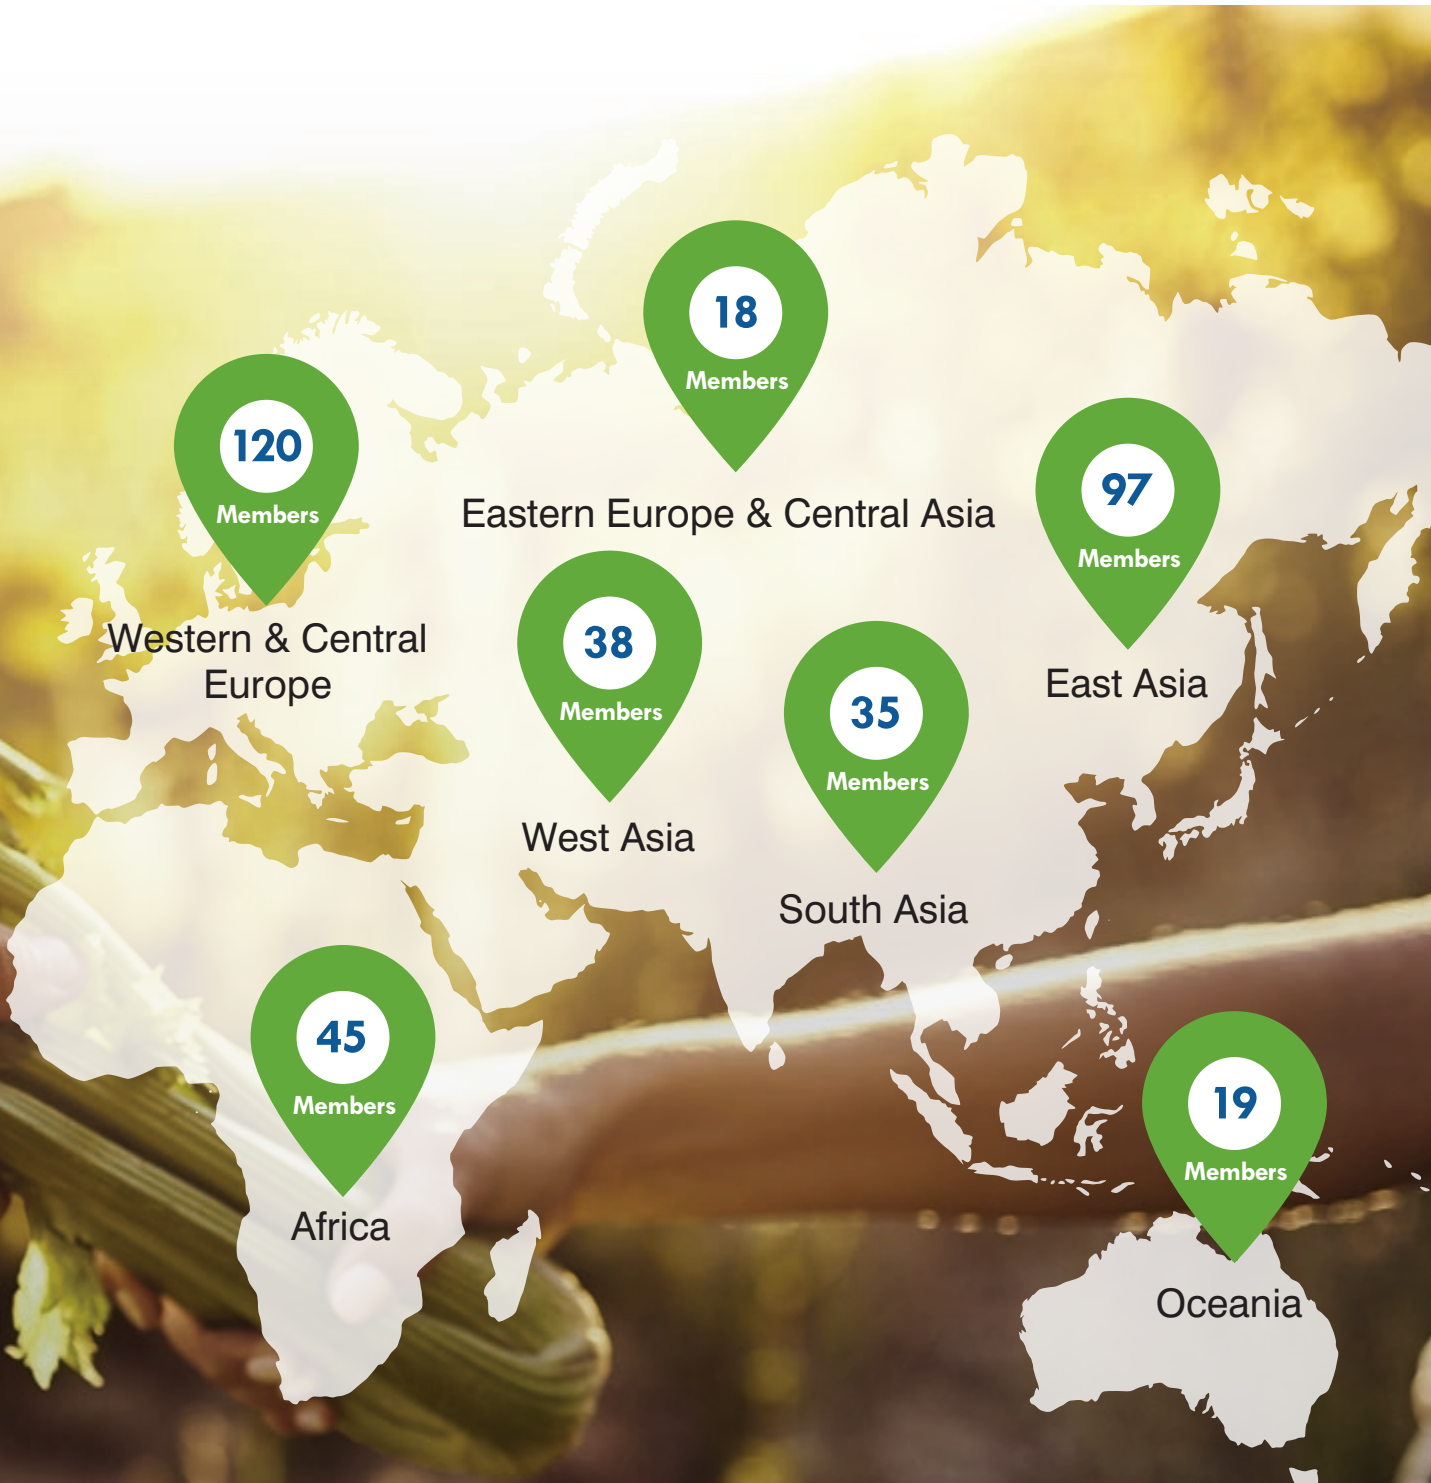 18
Members
Eastern Europe & Central Asia
120
Members
Western & Central
Europe
97
Members
East Asia
38
Members
West Asia
35
Members
South Asia
45
Members
Africa
19
Members
Oceania